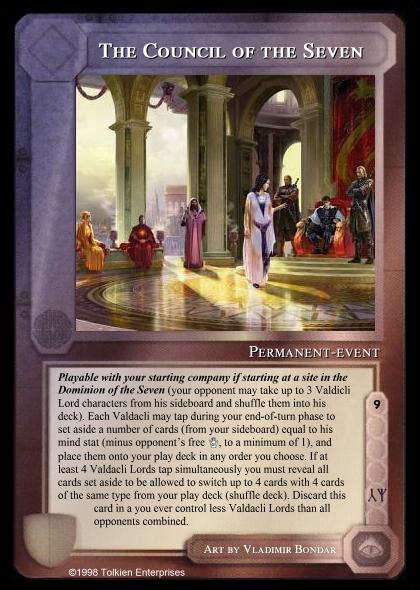 The Council of the Seven
Permanent-event
Playable with your starting company if starting at a site in the
Dominion of the Seven (your opponent may take up to 3 Valdicli
Lord characters from his sideboard and shuffle them into his
deck). Each Valdacli may tap during your end-of-turn phase to
set aside a number of cards (from your sideboard) equal to his
mind stat (minus opponent's free , to a minimum of 1), and
place them onto your play deck in any order you choose. If at
least 4 Valdacli Lords tap simultaneously you must reveal all
cards set aside to be allowed to switch up to 4 cards with 4 cards
of the same type from your play deck (shuffle deck). Discard this
card in a you ever control less Valdacli Lords than all
opponents combined.
9
Art by Vladimir Bondar
©1998 Tolkien Enterprises